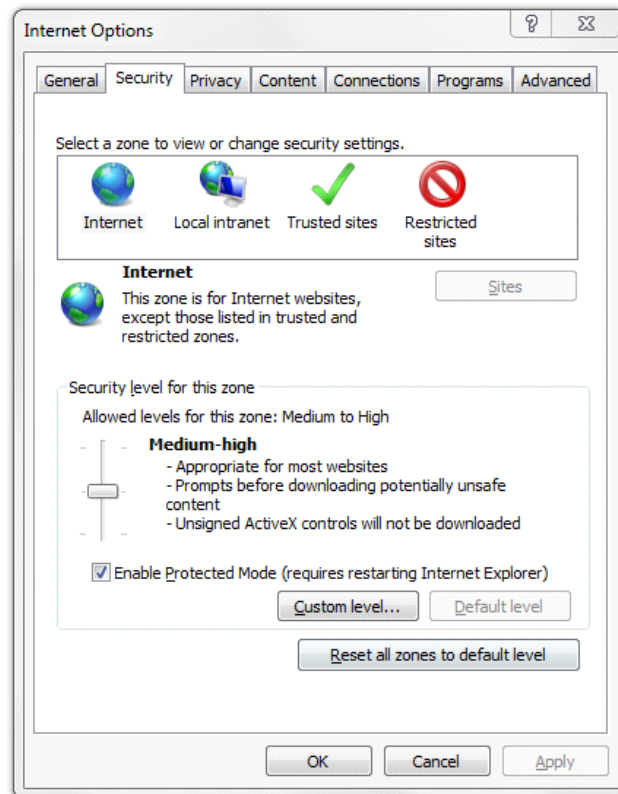 Internet Options
General Security Privacy Content Connections Programs Advanced
Select a zone to view or change security settings.
Internet Local intranet Trusted sites Restricted
sites
Internet
Sites
This zone is for Internet websites,
except those listed in trusted and
restricted zones.
Security level for this zone
Allowed levels for this zone: Medium to High
Medium-high
- Appropriate for most websites
- Prompts before downloading potentially unsafe
content
- Unsigned ActiveX controls will not be downloaded
Enable Protected Mode (requires restarting Internet Explorer)
Custom level... Default level
Reset all zones to default level
OK Cancel Apply